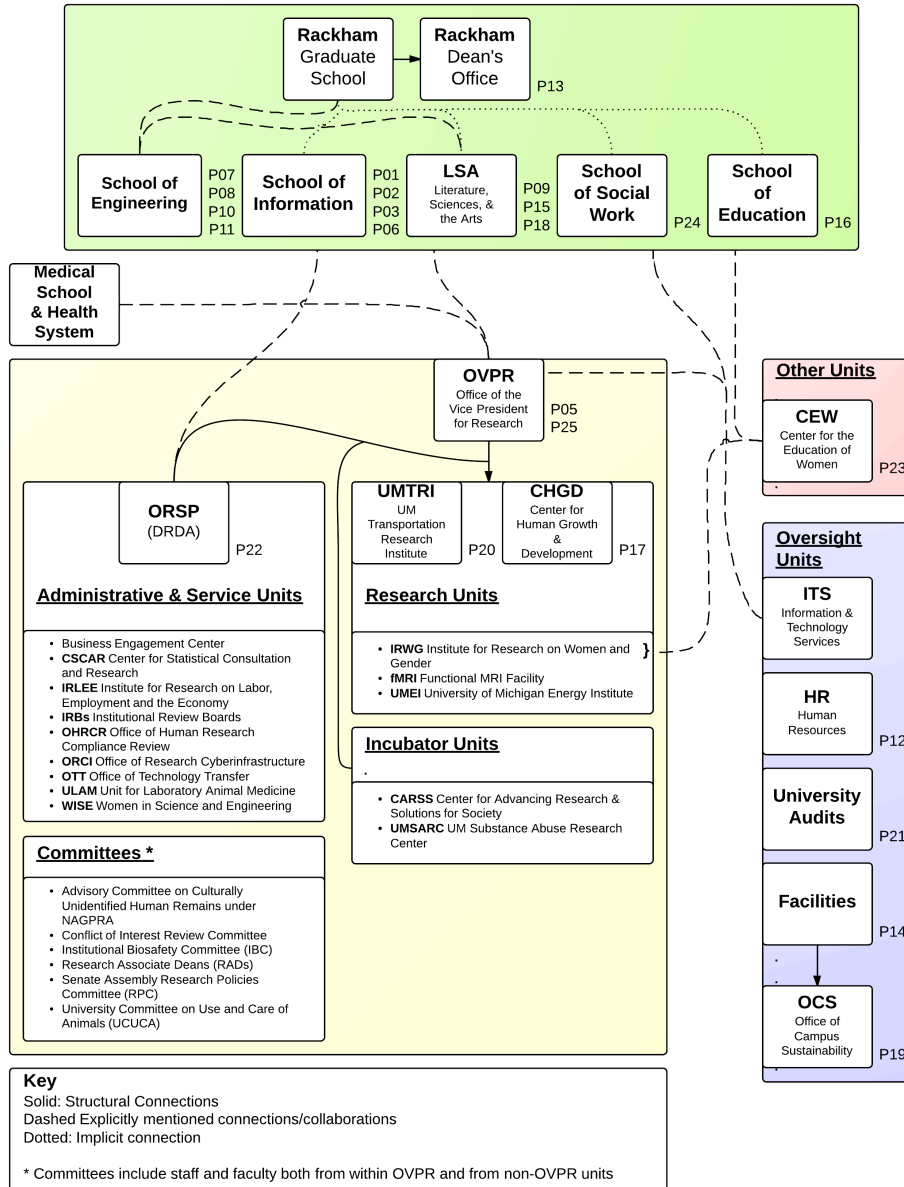 Rackham
Graduate
School
Rackham
Dean's
Office
P13
School of
Engineering
P07
P08
P10
P11
School of
Information
P01
P02
P03
P06
LSA
Literature,
Sciences, &
the Arts
P09
P15
P18
School
of Social
Work
P24
School
of
Education
P16
Medical
School
& Health
System
OVPR
Office of the
Vice President
for Research
P05
P25
ORSP
(DRDA)
P22
Administrative & Service Units
• Business Engagement Center
• CSCAR Center for Statistical Consultation
and Research
• IRLEE Institute for Research on Labor,
Employment and the Economy
• IRBs Institutional Review Boards
• OHRCR Office of Human Research
Compliance Review
• ORCI Office of Research Cyberinfrastructure
• OTT Office of Technology Transfer
• ULAM Unit for Laboratory Animal Medicine
• WISE Women in Science and Engineering
Committees *
• Advisory Committee on Culturally
Unidentified Human Remains under
NAGPRA
• Conflict of Interest Review Committee
• Institutional Biosafety Committee (IBC)
• Research Associate Deans (RADs)
• Senate Assembly Research Policies
Committee (RPC)
• University Committee on Use and Care of
Animals (UCUCA)
UMTRI
UM
Transportation
Research
Institute
P20
CHGD
Center for
Human Growth
&
Development
P17
Research Units
• IRWG Institute for Research on Women and
Gender
}
• fMRI Functional MRI Facility
• UMEI University of Michigan Energy Institute
Incubator Units
• CARSS Center for Advancing Research &
Solutions for Society
• UMSARC UM Substance Abuse Research
Center
Other Units
CEW
Center for the
Education of
Women
P23
Oversight
Units
ITS
Information &
Technology
Services
HR
Human
Resources
P12
University
Audits
P21
Facilities
P14
OCS
Office of
Campus
Sustainability
P19
Key
Solid: Structural Connections
Dashed Explicitly mentioned connections/collaborations
Dotted: Implicit connection
* Committees include staff and faculty both from within OVPR and from non-OVPR units